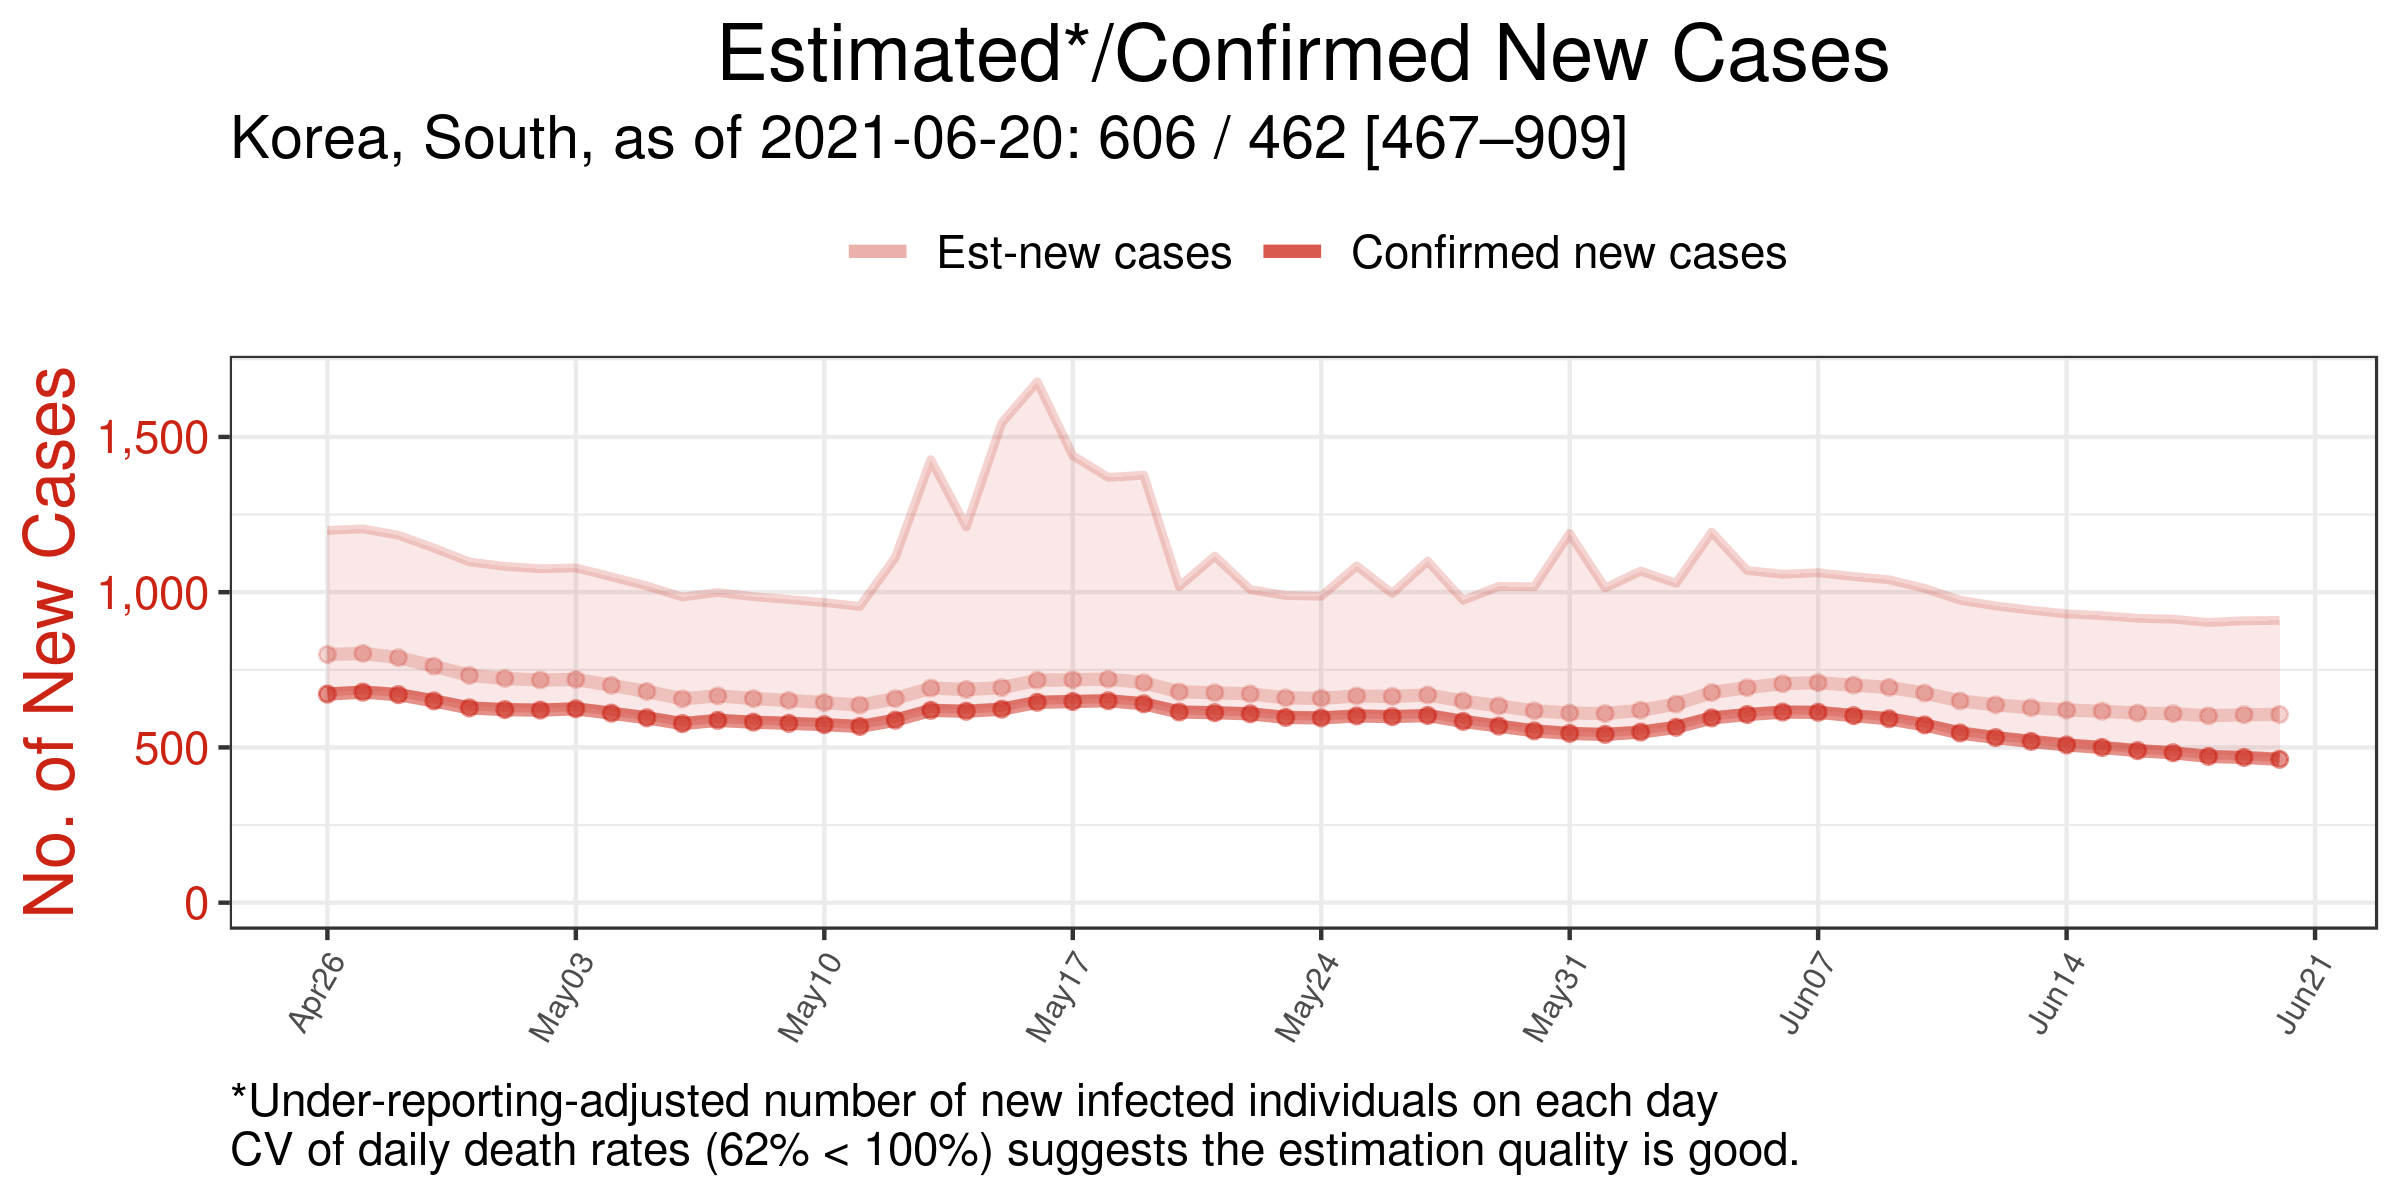 Estimated*/Confirmed New Cases
Korea, South, as of 2021-06-20: 606 / 462 [467–909]
Est-new cases
Confirmed new cases
No. of New Cases
1,500
1,000
500
0
Apr26
May03
May10
May17
May24
May31
Jun07
Jun14
Jun21
*Under-reporting-adjusted number of new infected individuals on each day
CV of daily death rates (62% < 100%) suggests the estimation quality is good.